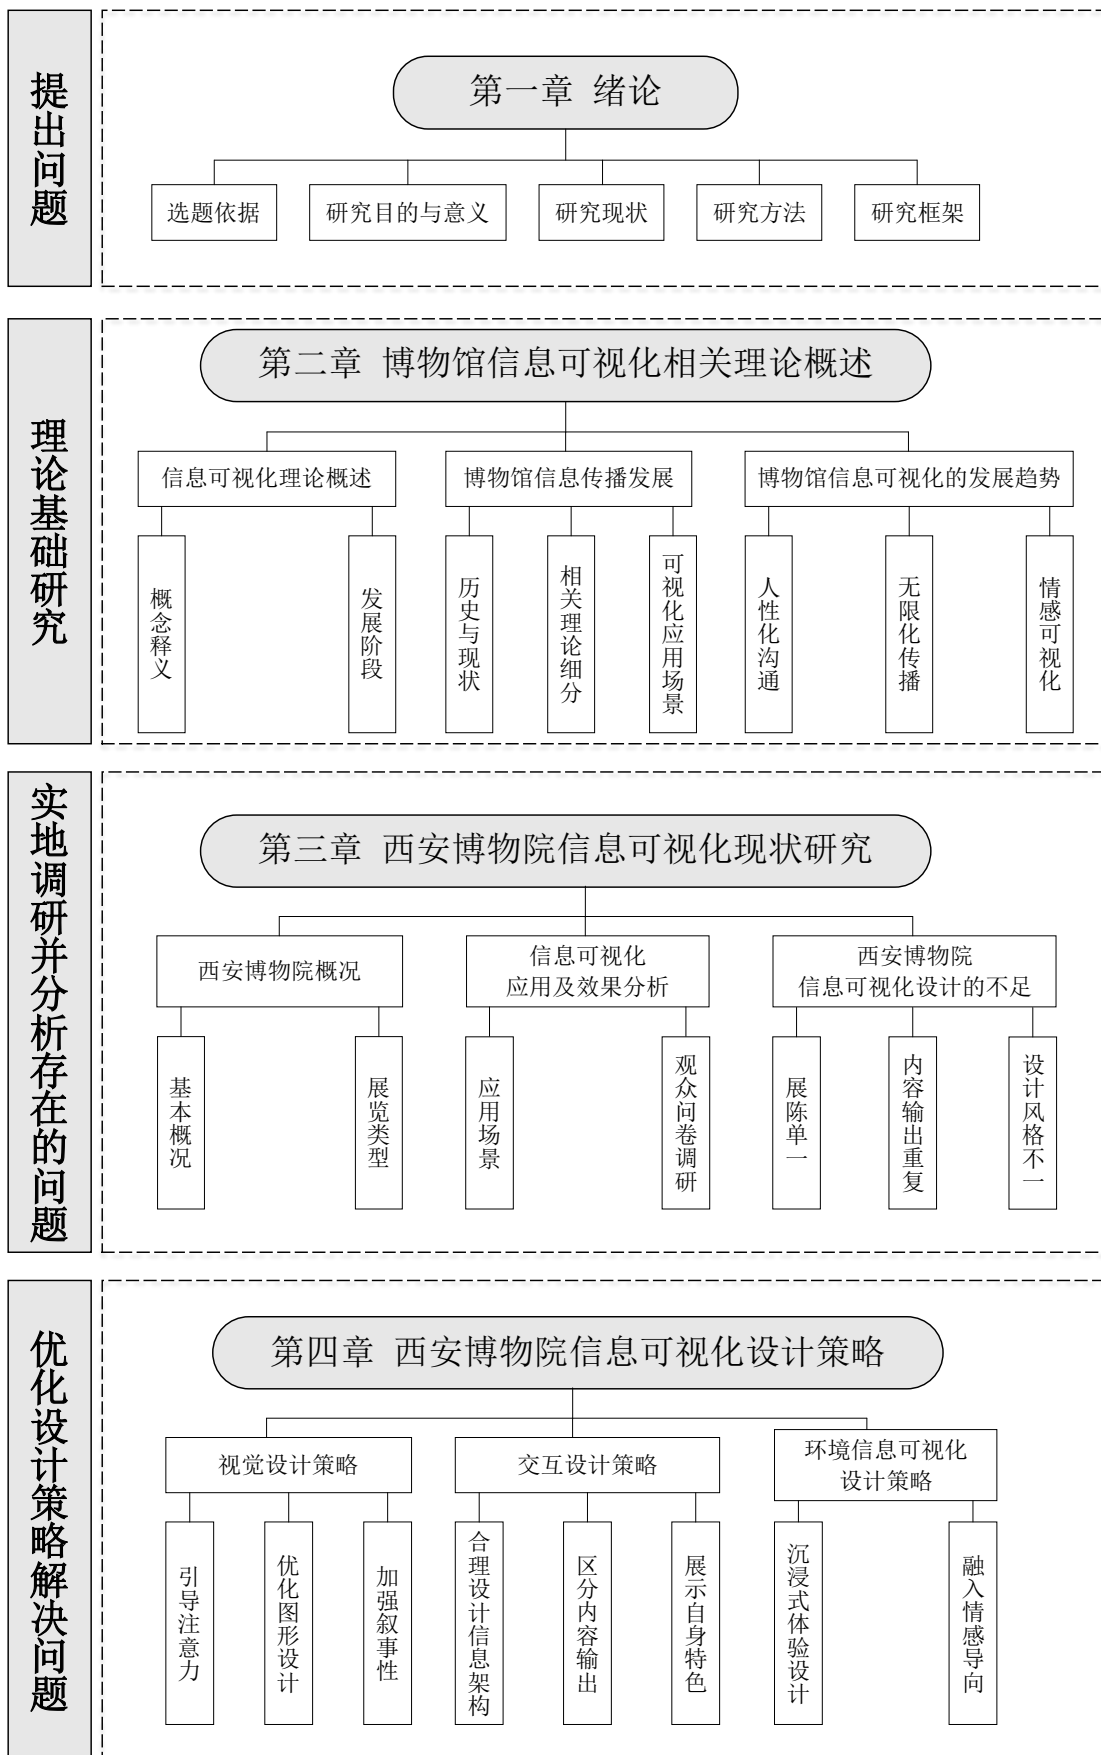 提出问题
第一章 绪论
选题依据
研究目的与意义
研究现状
研究方法
研究框架
理论基础研究
第二章 博物馆信息可视化相关理论概述
信息可视化理论概述
博物馆信息传播发展
博物馆信息可视化的发展趋势
概念释义
发展阶段
历史与现状
相关理论细分
可视化应用场景
人性化沟通
无限化传播
情感可视化
实地调研并分析存在的问题
第三章 西安博物院信息可视化现状研究
西安博物院概况
信息可视化
应用及效果分析
西安博物院
信息可视化设计的不足
基本概况
展览类型
应用场景
观众问卷调研
展陈单一
内容输出重复
设计风格不一
优化设计策略解决问题
第四章 西安博物院信息可视化设计策略
视觉设计策略
交互设计策略
环境信息可视化
设计策略
引导注意力
优化图形设计
加强叙事性
合理设计信息架构
区分内容输出
展示自身特色
沉浸式体验设计
融入情感导向